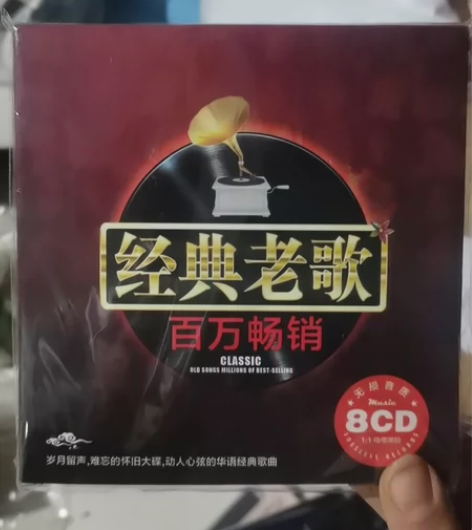 经典老歌
百万畅销
CLASSIC
OLD SONGS MILLIONS OF BEST-SELLING
无损音质
Music
8CD
LOSSLESS RECORDS
岁月留声,难忘的怀旧大碟,动人心弦的华语经典歌曲